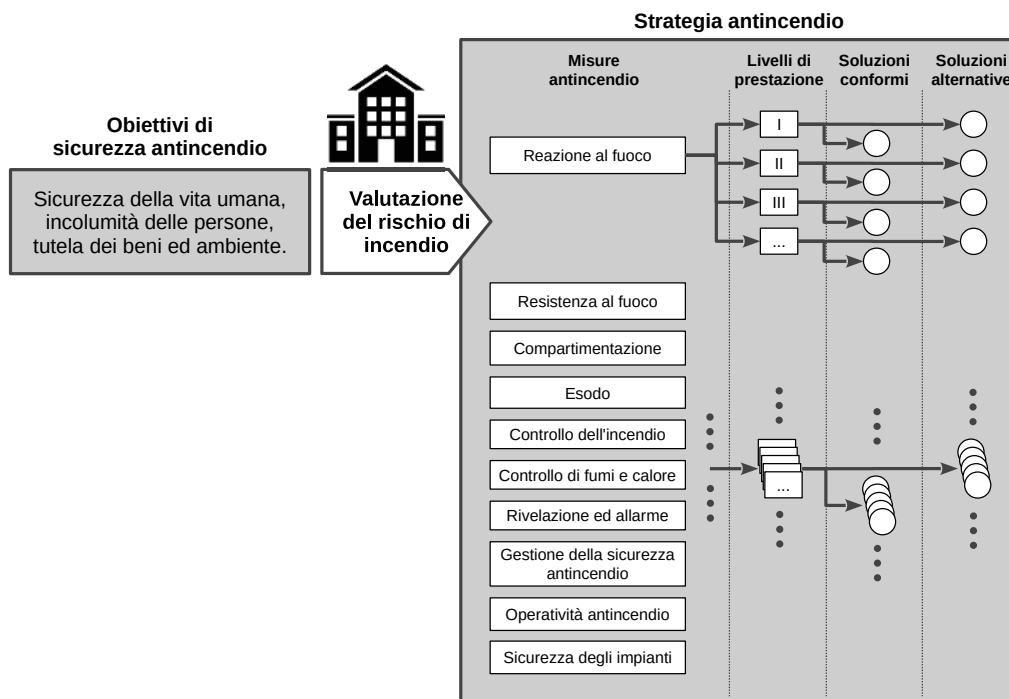 Strategia antincendio
Obiettivi di
sicurezza antincendio
Sicurezza della vita umana,
incolumità delle persone,
tutela dei beni ed ambiente.
Valutazione
del rischio di
incendio
Misure
antincendio
Livelli di
prestazione
Soluzioni
conformi
Soluzioni
alternative
Reazione al fuoco
I
II
III
...
Resistenza al fuoco
Compartimentazione
Esodo
Controllo dell'incendio
Controllo di fumi e calore
...
Rivelazione ed allarme
Gestione della sicurezza
antincendio
Operatività antincendio
Sicurezza degli impianti